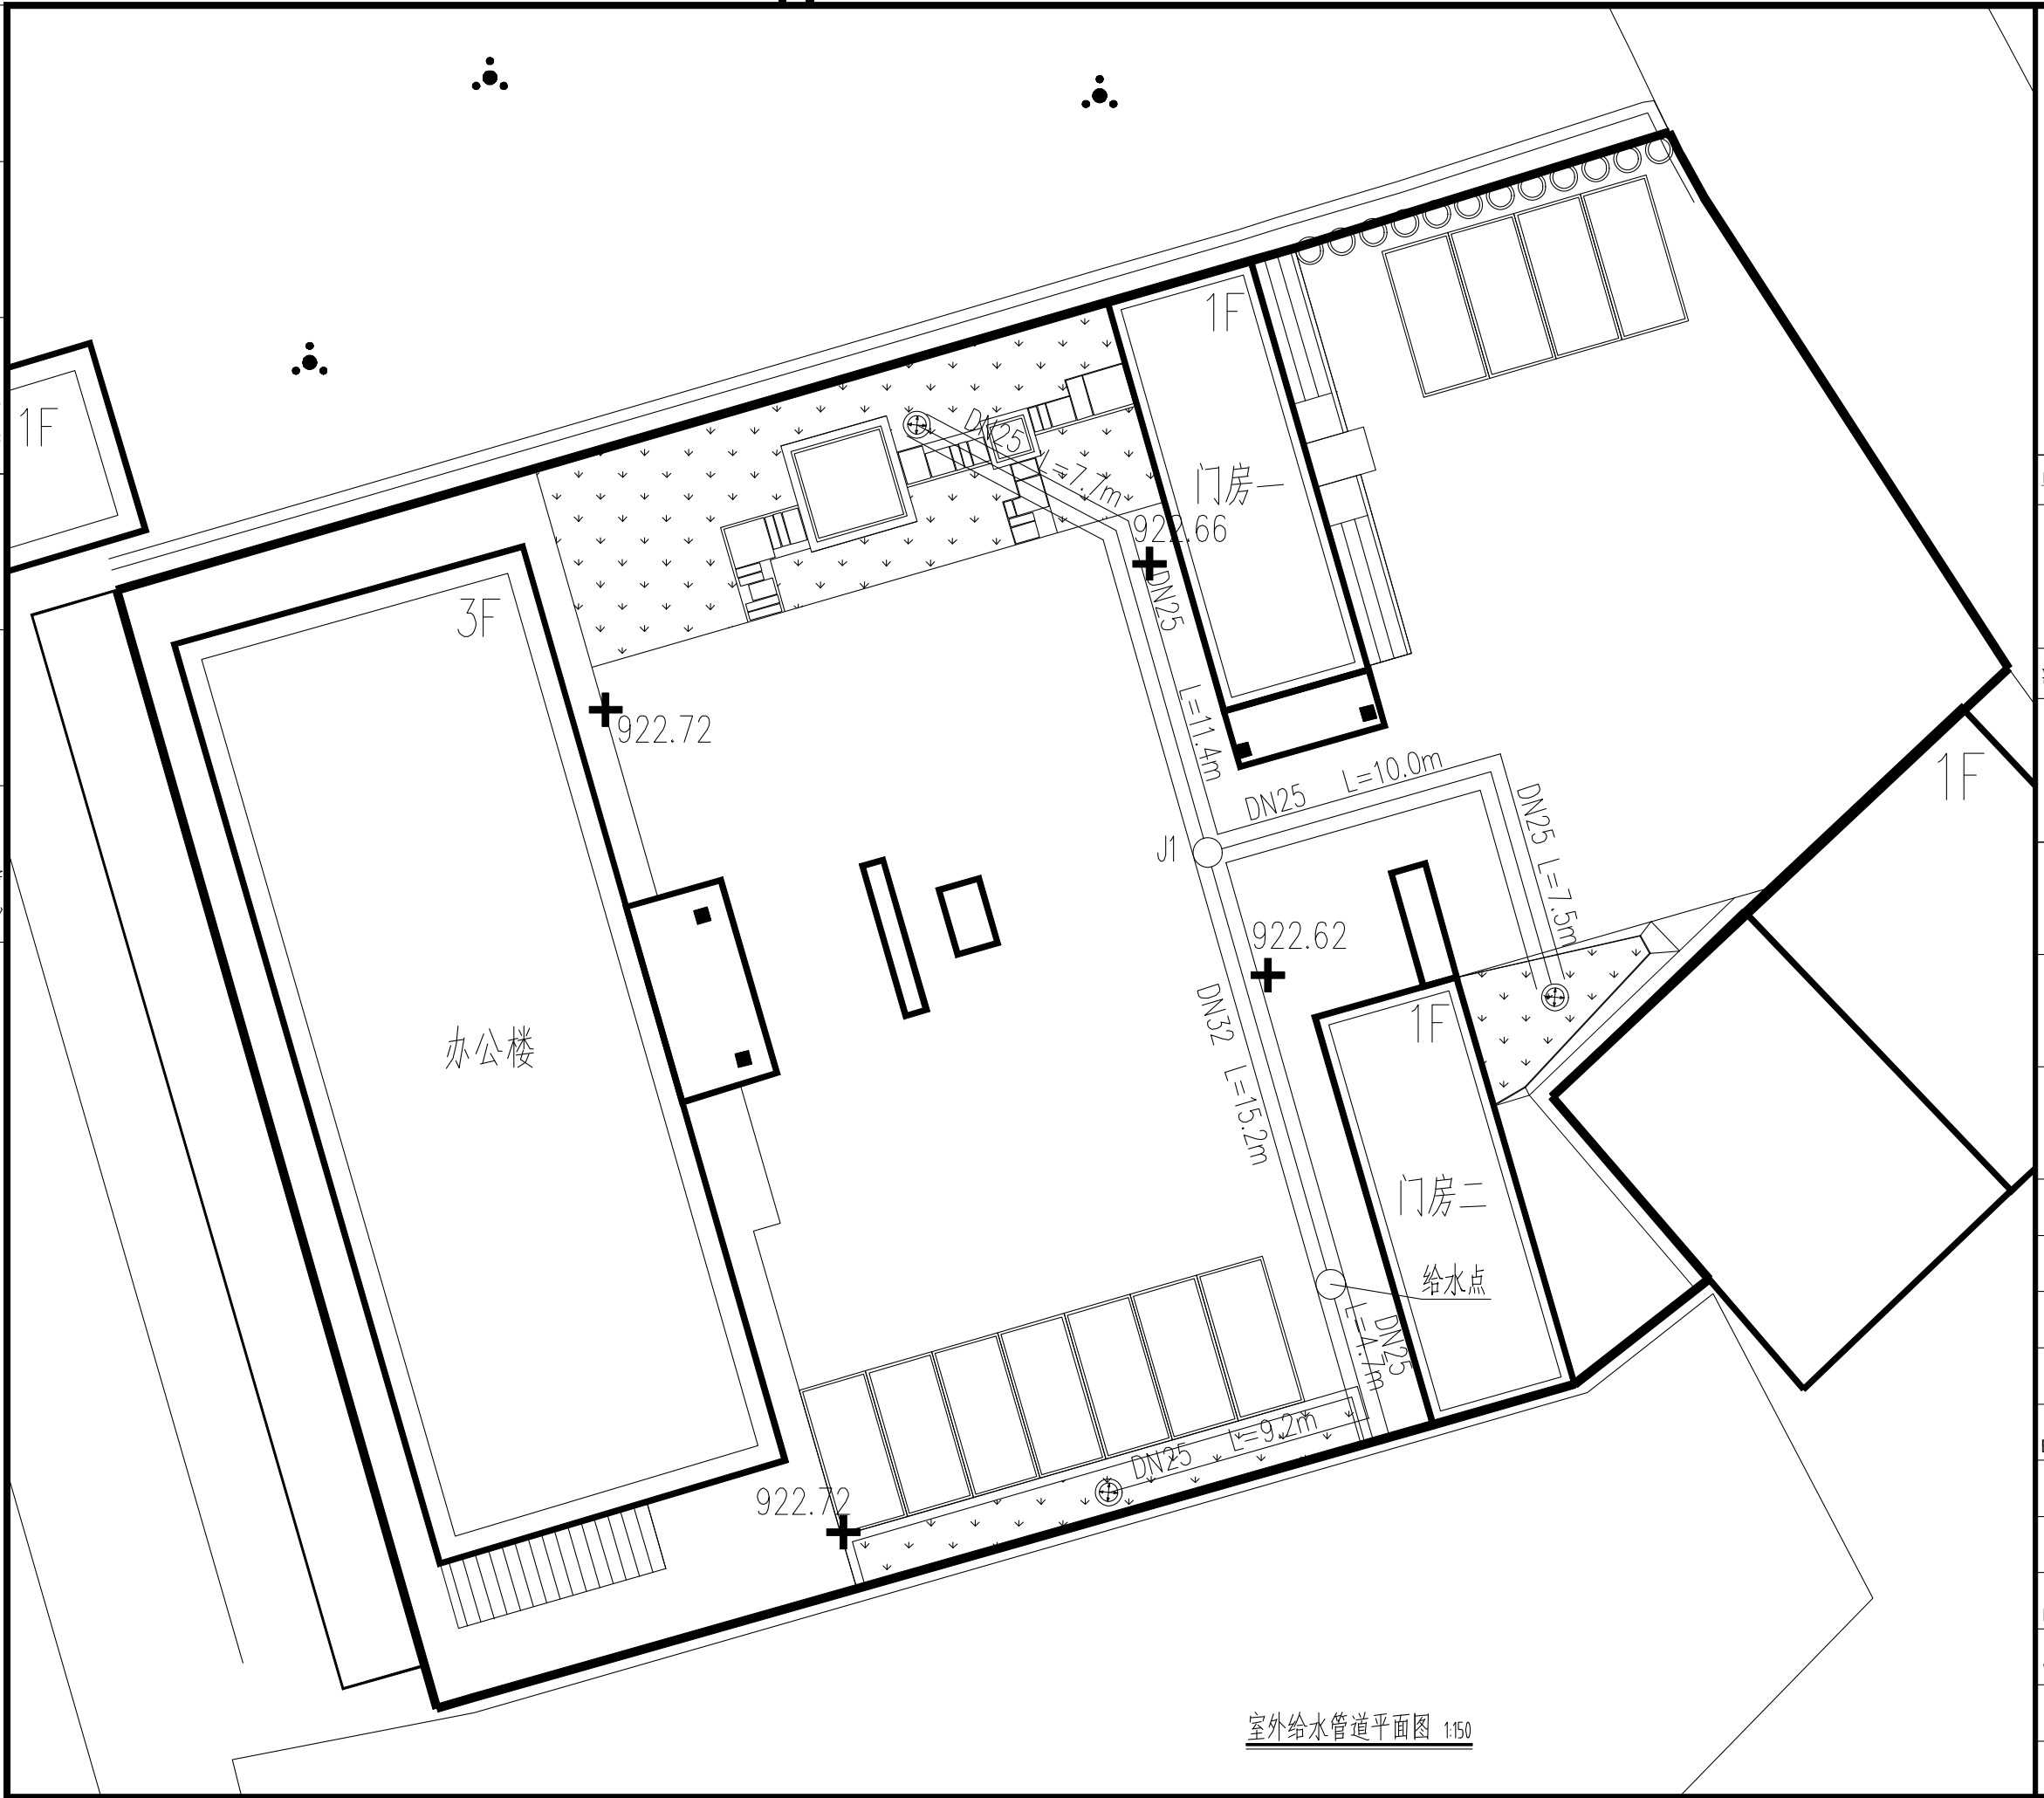 1F
1F
DN25
L=7.7m
门房一
922.66
DN25
3F
922.72
L=11.4m
DN25 L=10.0m
1F
DN25 L=7.5m
J1
922.62
DN32 L=15.2m
1F
办公楼
门房二
给水点
DN25
L=4.7m
DN25 L=9.2m
922.72
室外给水管道平面图 1:150